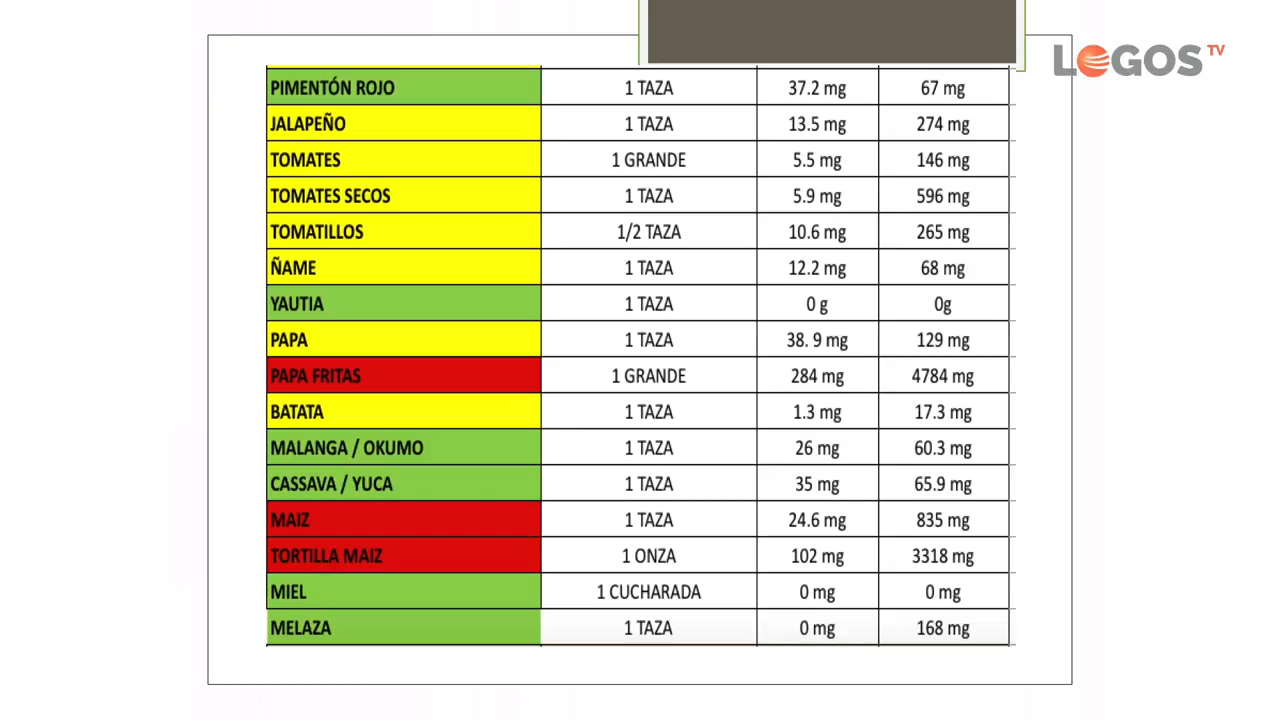 LOGOS TV
PIMENTÓN ROJO 1 TAZA 37.2 mg 67 mg
JALAPEÑO 1 TAZA 13.5 mg 274 mg
TOMATES 1 GRANDE 5.5 mg 146 mg
TOMATES SECOS 1 TAZA 5.9 mg 596 mg
TOMATILLOS 1/2 TAZA 10.6 mg 265 mg
ÑAME 1 TAZA 12.2 mg 68 mg
YAUTIA 1 TAZA 0 g 0g
PAPA 1 TAZA 38. 9 mg 129 mg
PAPA FRITAS 1 GRANDE 284 mg 4784 mg
BATATA 1 TAZA 1.3 mg 17.3 mg
MALANGA / OKUMO 1 TAZA 26 mg 60.3 mg
CASSAVA / YUCA 1 TAZA 35 mg 65.9 mg
MAIZ 1 TAZA 24.6 mg 835 mg
TORTILLA MAIZ 1 ONZA 102 mg 3318 mg
MIEL 1 CUCHARADA 0 mg 0 mg
MELAZA 1 TAZA 0 mg 168 mg